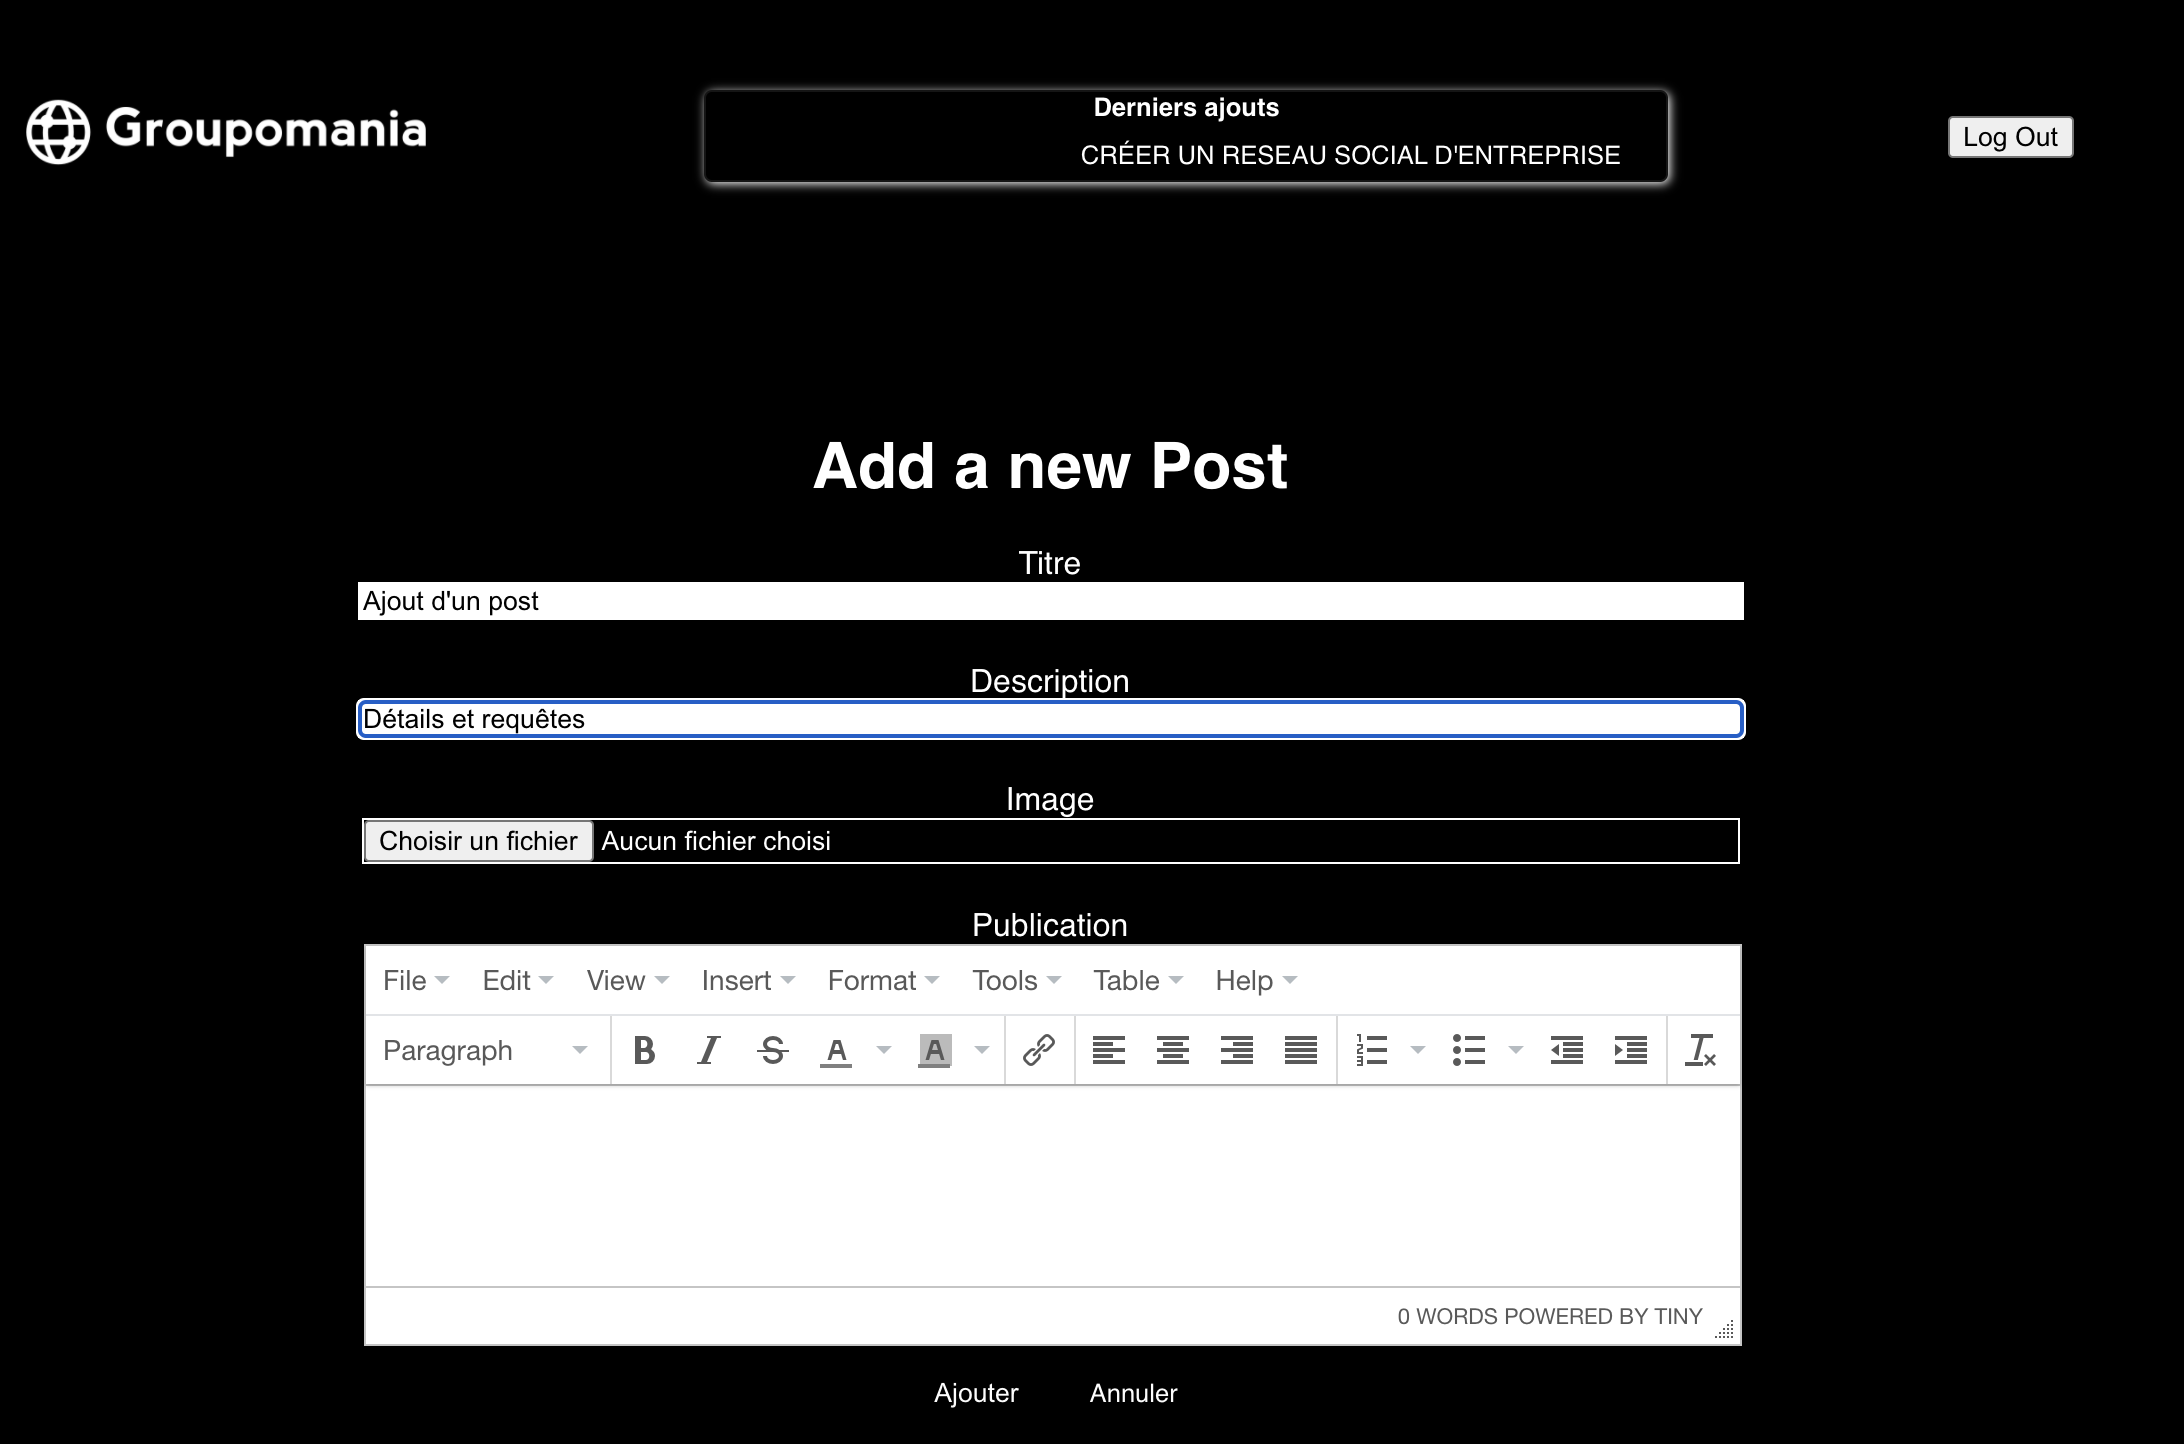 Groupomania
Derniers ajouts
CRÉER UN RESEAU SOCIAL D'ENTREPRISE
Log Out
Add a new Post
Titre
Ajout d'un post
Description
Détails et requêtes
Image
Choisir un fichier Aucun fichier choisi
Publication
File Edit View Insert Format Tools Table Help
Paragraph B I S A A
0 WORDS POWERED BY TINY
Ajouter Annuler